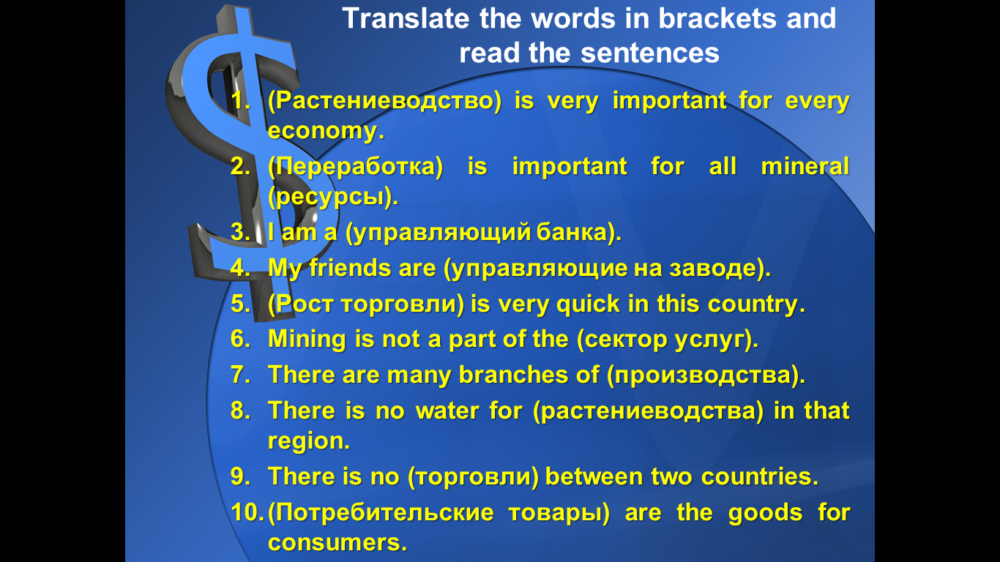 Translate the words in brackets and
read the sentences
1. (Растениеводство) is very important for every
economy.
2. (Переработка) is important for all mineral
(ресурсы).
3. I am a (управляющий банка).
4. My friends are (управляющие на заводе).
5. (Рост торговли) is very quick in this country.
6. Mining is not a part of the (сектор услуг).
7. There are many branches of (производства).
8. There is no water for (растениеводства) in that
region.
9. There is no (торговли) between two countries.
10. (Потребительские товары) are the goods for
consumers.